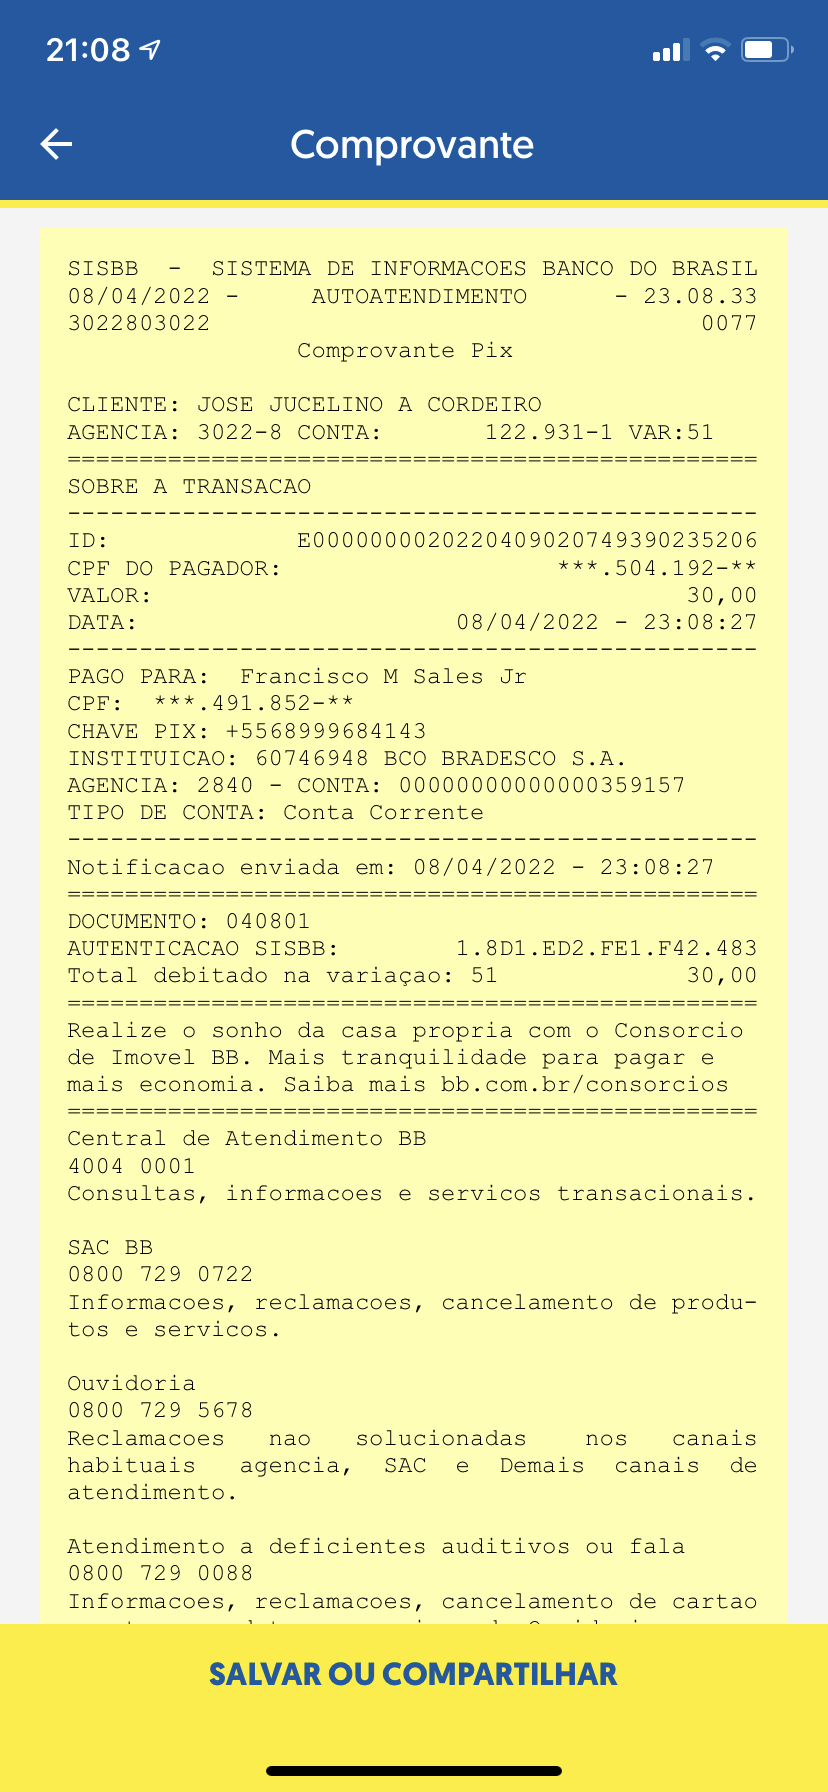 21:08
Comprovante
SISBB - SISTEMA DE INFORMACOES BANCO DO BRASIL
08/04/2022 - AUTOATENDIMENTO - 23.08.33
3022803022 0077
Comprovante Pix
CLIENTE: JOSE JUCELINO A CORDEIRO
AGENCIA: 3022-8 CONTA: 122.931-1 VAR:51
================================================
SOBRE A TRANSACAO
------------------------------------------------
ID: E0000000020220409020749390235206
CPF DO PAGADOR: ***.504.192-**
VALOR: 30,00
DATA: 08/04/2022 - 23:08:27
------------------------------------------------
PAGO PARA: Francisco M Sales Jr
CPF: ***.491.852-**
CHAVE PIX: +5568999684143
INSTITUICAO: 60746948 BCO BRADESCO S.A.
AGENCIA: 2840 - CONTA: 00000000000000359157
TIPO DE CONTA: Conta Corrente
------------------------------------------------
Notificacao enviada em: 08/04/2022 - 23:08:27
================================================
DOCUMENTO: 040801
AUTENTICACAO SISBB: 1.8D1.ED2.FE1.F42.483
Total debitado na variaçao: 51 30,00
================================================
Realize o sonho da casa propria com o Consorcio
de Imovel BB. Mais tranquilidade para pagar e
mais economia. Saiba mais bb.com.br/consorcios
================================================
Central de Atendimento BB
4004 0001
Consultas, informacoes e servicos transacionais.
SAC BB
0800 729 0722
Informacoes, reclamacoes, cancelamento de produ-
tos e servicos.
Ouvidoria
0800 729 5678
Reclamacoes nao solucionadas nos canais
habituais agencia, SAC e Demais canais de
atendimento.
Atendimento a deficientes auditivos ou fala
0800 729 0088
Informacoes, reclamacoes, cancelamento de cartao
SALVAR OU COMPARTILHAR